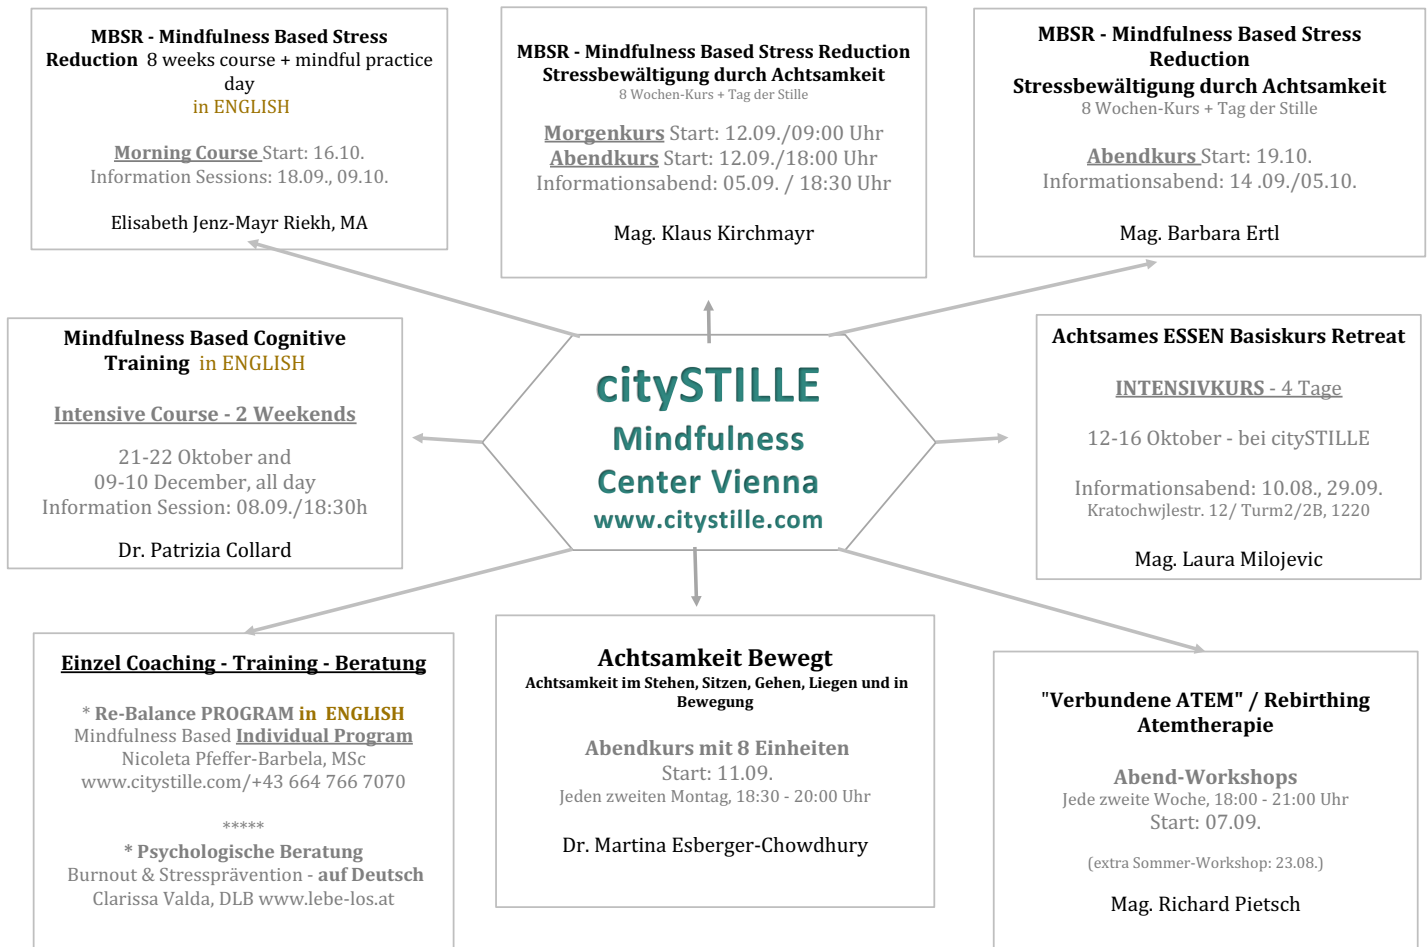 MBSR - Mindfulness Based Stress
Reduction 8 weeks course + mindful practice
day
in ENGLISH
Morning Course Start: 16.10.
Information Sessions: 18.09., 09.10.
Elisabeth Jenz-Mayr Riekh, MA
MBSR - Mindfulness Based Stress Reduction
Stressbewältigung durch Achtsamkeit
8 Wochen-Kurs + Tag der Stille
Morgenkurs Start: 12.09./09:00 Uhr
Abendkurs Start: 12.09./18:00 Uhr
Informationsabend: 05.09. / 18:30 Uhr
Mag. Klaus Kirchmayr
MBSR - Mindfulness Based Stress
Reduction
Stressbewältigung durch Achtsamkeit
8 Wochen-Kurs + Tag der Stille
Abendkurs Start: 19.10.
Informationsabend: 14 .09./05.10.
Mag. Barbara Ertl
Mindfulness Based Cognitive
Training in ENGLISH
Intensive Course - 2 Weekends
21-22 Oktober and
09-10 December, all day
Information Session: 08.09./18:30h
Dr. Patrizia Collard
citySTILLE
Mindfulness
Center Vienna
www.citystille.com
Achtsames ESSEN Basiskurs Retreat
INTENSIVKURS - 4 Tage
12-16 Oktober - bei citySTILLE
Informationsabend: 10.08., 29.09.
Kratochwjlestr. 12/ Turm2/2B, 1220
Mag. Laura Milojevic
Einzel Coaching - Training - Beratung
* Re-Balance PROGRAM in ENGLISH
Mindfulness Based Individual Program
Nicoleta Pfeffer-Barbela, MSc
www.citystille.com/+43 664 766 7070
*****
* Psychologische Beratung
Burnout & Stressprävention - auf Deutsch
Clarissa Valda, DLB www.lebe-los.at
Achtsamkeit Bewegt
Achtsamkeit im Stehen, Sitzen, Gehen, Liegen und in
Bewegung
Abendkurs mit 8 Einheiten
Start: 11.09.
Jeden zweiten Montag, 18:30 - 20:00 Uhr
Dr. Martina Esberger-Chowdhury
"Verbundene ATEM" / Rebirthing
Atemtherapie
Abend-Workshops
Jede zweite Woche, 18:00 - 21:00 Uhr
Start: 07.09.
(extra Sommer-Workshop: 23.08.)
Mag. Richard Pietsch